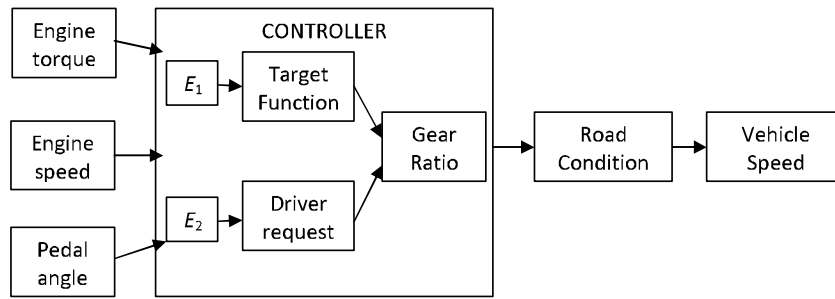 Engine
torque
Engine
speed
Pedal
angle
CONTROLLER
E1
Target
Function
E2
Driver
request
Gear
Ratio
Road
Condition
Vehicle
Speed